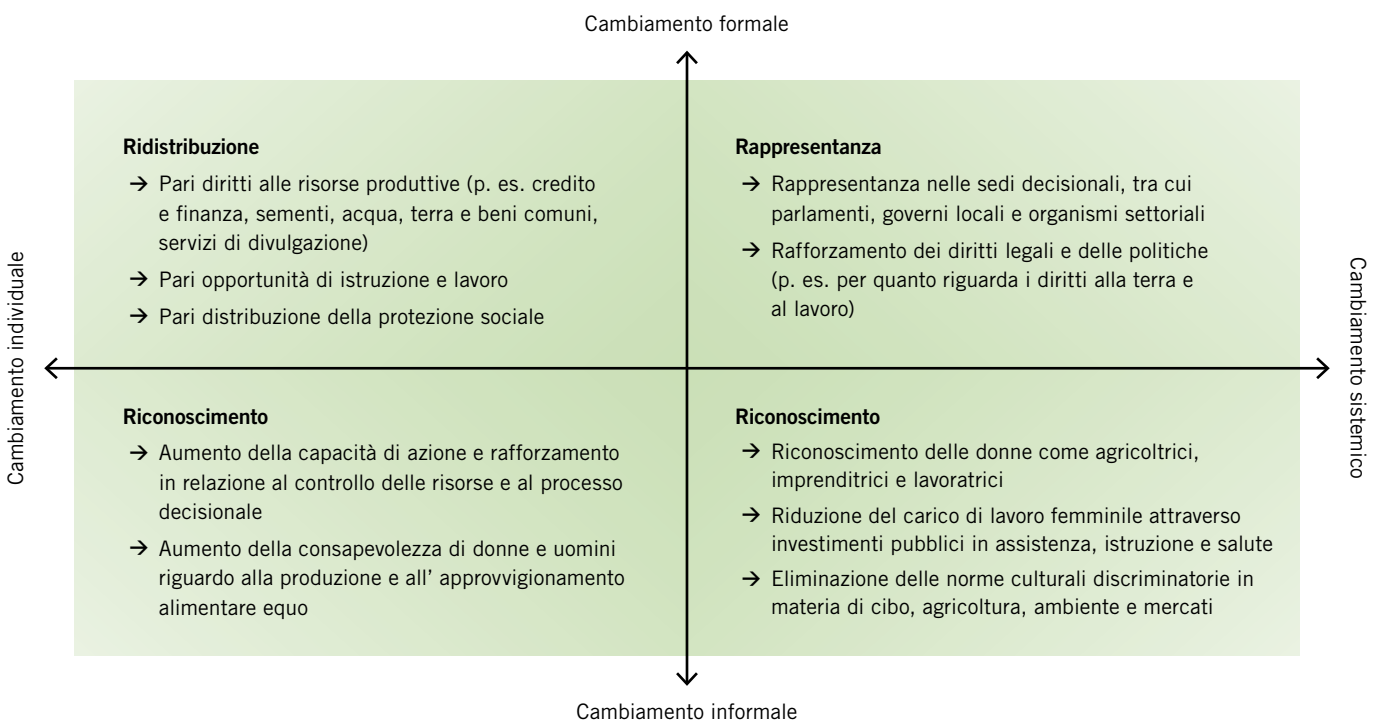 Cambiamento formale
Ridistribuzione
→ Pari diritti alle risorse produttive (p. es. credito
e finanza, sementi, acqua, terra e beni comuni,
servizi di divulgazione)
→ Pari opportunità di istruzione e lavoro
→ Pari distribuzione della protezione sociale
Rappresentanza
→ Rappresentanza nelle sedi decisionali, tra cui
parlamenti, governi locali e organismi settoriali
→ Rafforzamento dei diritti legali e delle politiche
(p. es. per quanto riguarda i diritti alla terra e
al lavoro)
Cambiamento individuale
Cambiamento sistemico
Riconoscimento
→ Aumento della capacità di azione e rafforzamento
in relazione al controllo delle risorse e al processo
decisionale
→ Aumento della consapevolezza di donne e uomini
riguardo alla produzione e all' approvvigionamento
alimentare equo
Riconoscimento
→ Riconoscimento delle donne come agricoltrici,
imprenditrici e lavoratrici
→ Riduzione del carico di lavoro femminile attraverso
investimenti pubblici in assistenza, istruzione e salute
→ Eliminazione delle norme culturali discriminatorie in
materia di cibo, agricoltura, ambiente e mercati
Cambiamento informale